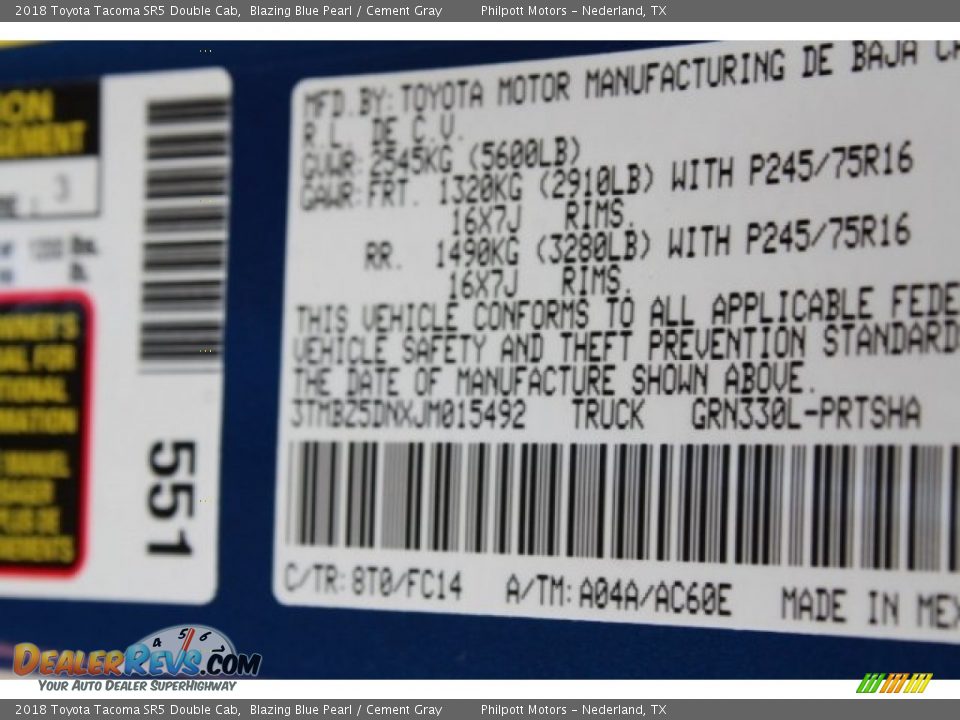 2018 Toyota Tacoma SR5 Double Cab,  Blazing Blue Pearl / Cement Gray  Philpott Motors - Nederland, TX
MFD.BY:TOYOTA MOTOR MANUFACTURING DE BAJA
R.L. DE C.V.
GVWR:2545KG (5600LB)
GAWR:FRT. 1320KG (2910LB) WITH P245/75R16
16X7J RIMS.
RR. 1490KG (3280LB) WITH P245/75R16
16X7J RIMS.
THIS VEHICLE CONFORMS TO ALL APPLICABLE FEDE
VEHICLE SAFETY AND THEFT PREVENTION STANDARD
THE DATE OF MANUFACTURE SHOWN ABOVE.
3TMBZ5DNXJM015492 TRUCK GRN330L-PRTSHA
C/TR:8T0/FC14 A/TM:A04A/AC60E MADE IN MEX
3
551
DEALERREVS.COM
YOUR AUTO DEALER SUPERHIGHWAY
2018 Toyota Tacoma SR5 Double Cab,  Blazing Blue Pearl / Cement Gray  Philpott Motors - Nederland, TX